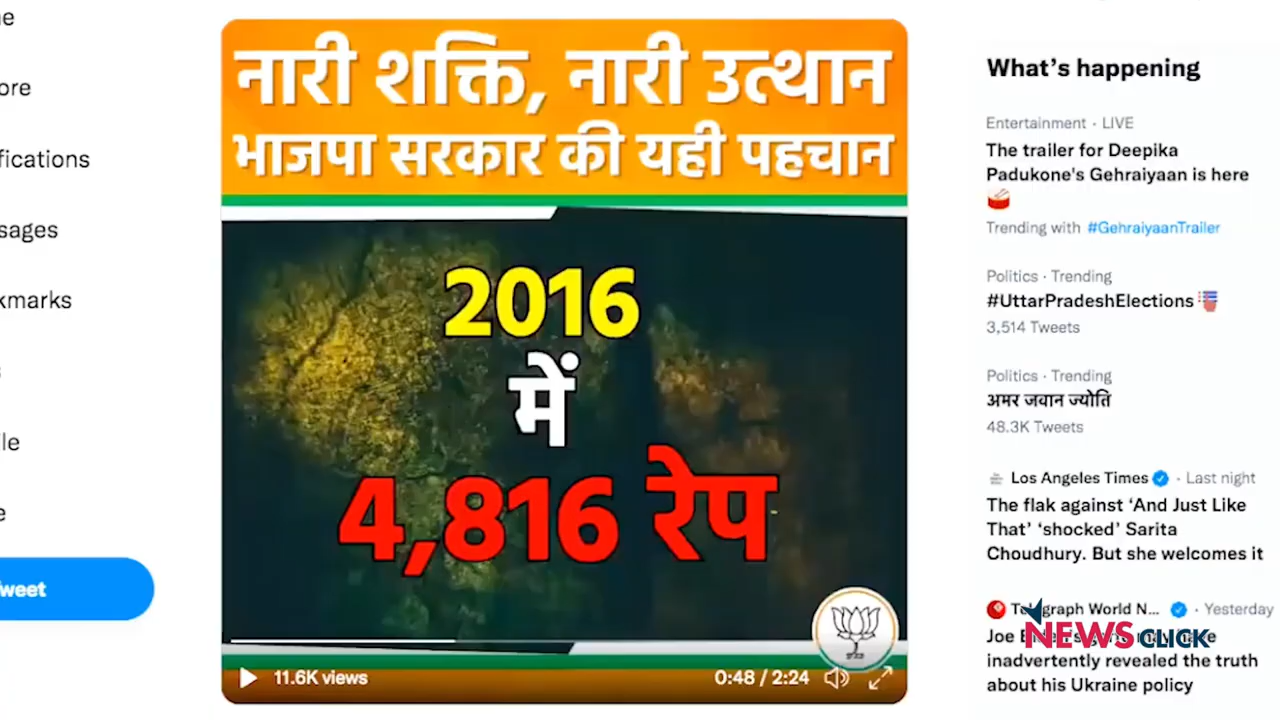 नारी शक्ति, नारी उत्थान
भाजपा सरकार की यही पहचान
2016
में
4,816 रेप
11.6K views
0:48 / 2:24
ore
fications
sages
kmarks
le
weet
What's happening
Entertainment · LIVE
The trailer for Deepika
Padukone's Gehraiyaan is here
Trending with #GehraiyaanTrailer
Politics · Trending
#UttarPradeshElections
3,514 Tweets
Politics · Trending
अमर जवान ज्योति
48.3K Tweets
Los Angeles Times · Last night
The flak against ‘And Just Like
That’ ‘shocked’ Sarita
Choudhury. But she welcomes it
Telegraph World N... · Yesterday
Joe Biden's may have
inadvertently revealed the truth
about his Ukraine policy
NEWSCLICK